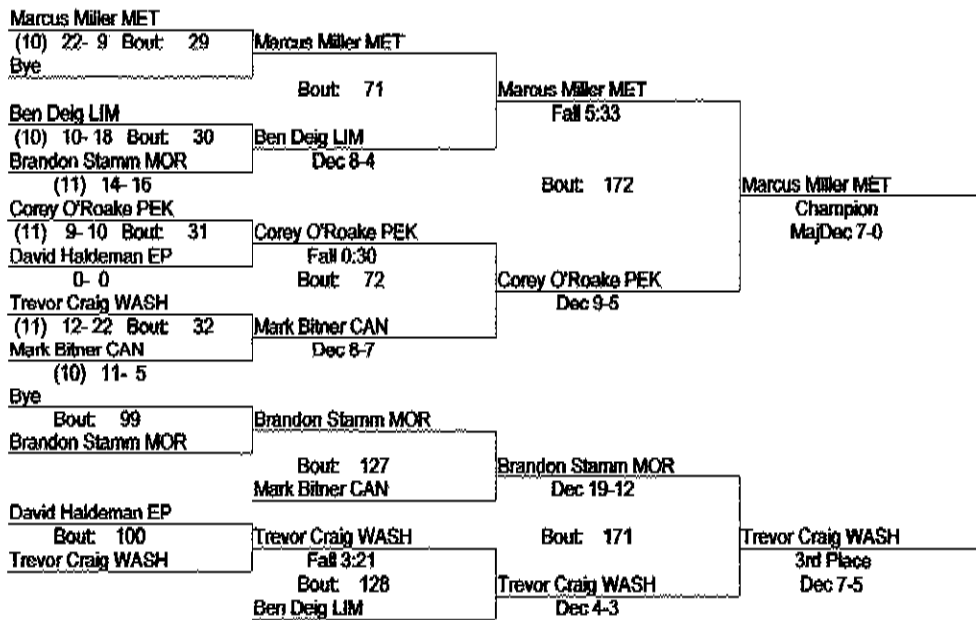 Marcus Miller MET
(10) 22- 9 Bout: 29
Bye
Marcus Miller MET
Bout: 71
Ben Deig LIM
(10) 10-18 Bout: 30
Brandon Stamm MOR
(11) 14-16
Ben Deig LIM
Dec 8-4
Marcus Miller MET
Fall 5:33
Bout: 172
Corey O'Roake PEK
(11) 9-10 Bout: 31
David Haldeman EP
0- 0
Corey O'Roake PEK
Fall 0:30
Bout: 72
Trevor Craig WASH
(11) 12-22 Bout: 32
Mark Bitner CAN
(10) 11- 5
Mark Bitner CAN
Dec 8-7
Corey O'Roake PEK
Dec 9-5
Marcus Miller MET
Champion
MajDec 7-0
Bye
Bout: 99
Brandon Stamm MOR
Brandon Stamm MOR
Bout: 127
Mark Bitner CAN
Brandon Stamm MOR
Dec 19-12
Bout: 171
David Haldeman EP
Bout: 100
Trevor Craig WASH
Trevor Craig WASH
Fall 3:21
Bout: 128
Ben Deig LIM
Trevor Craig WASH
Dec 4-3
Trevor Craig WASH
3rd Place
Dec 7-5